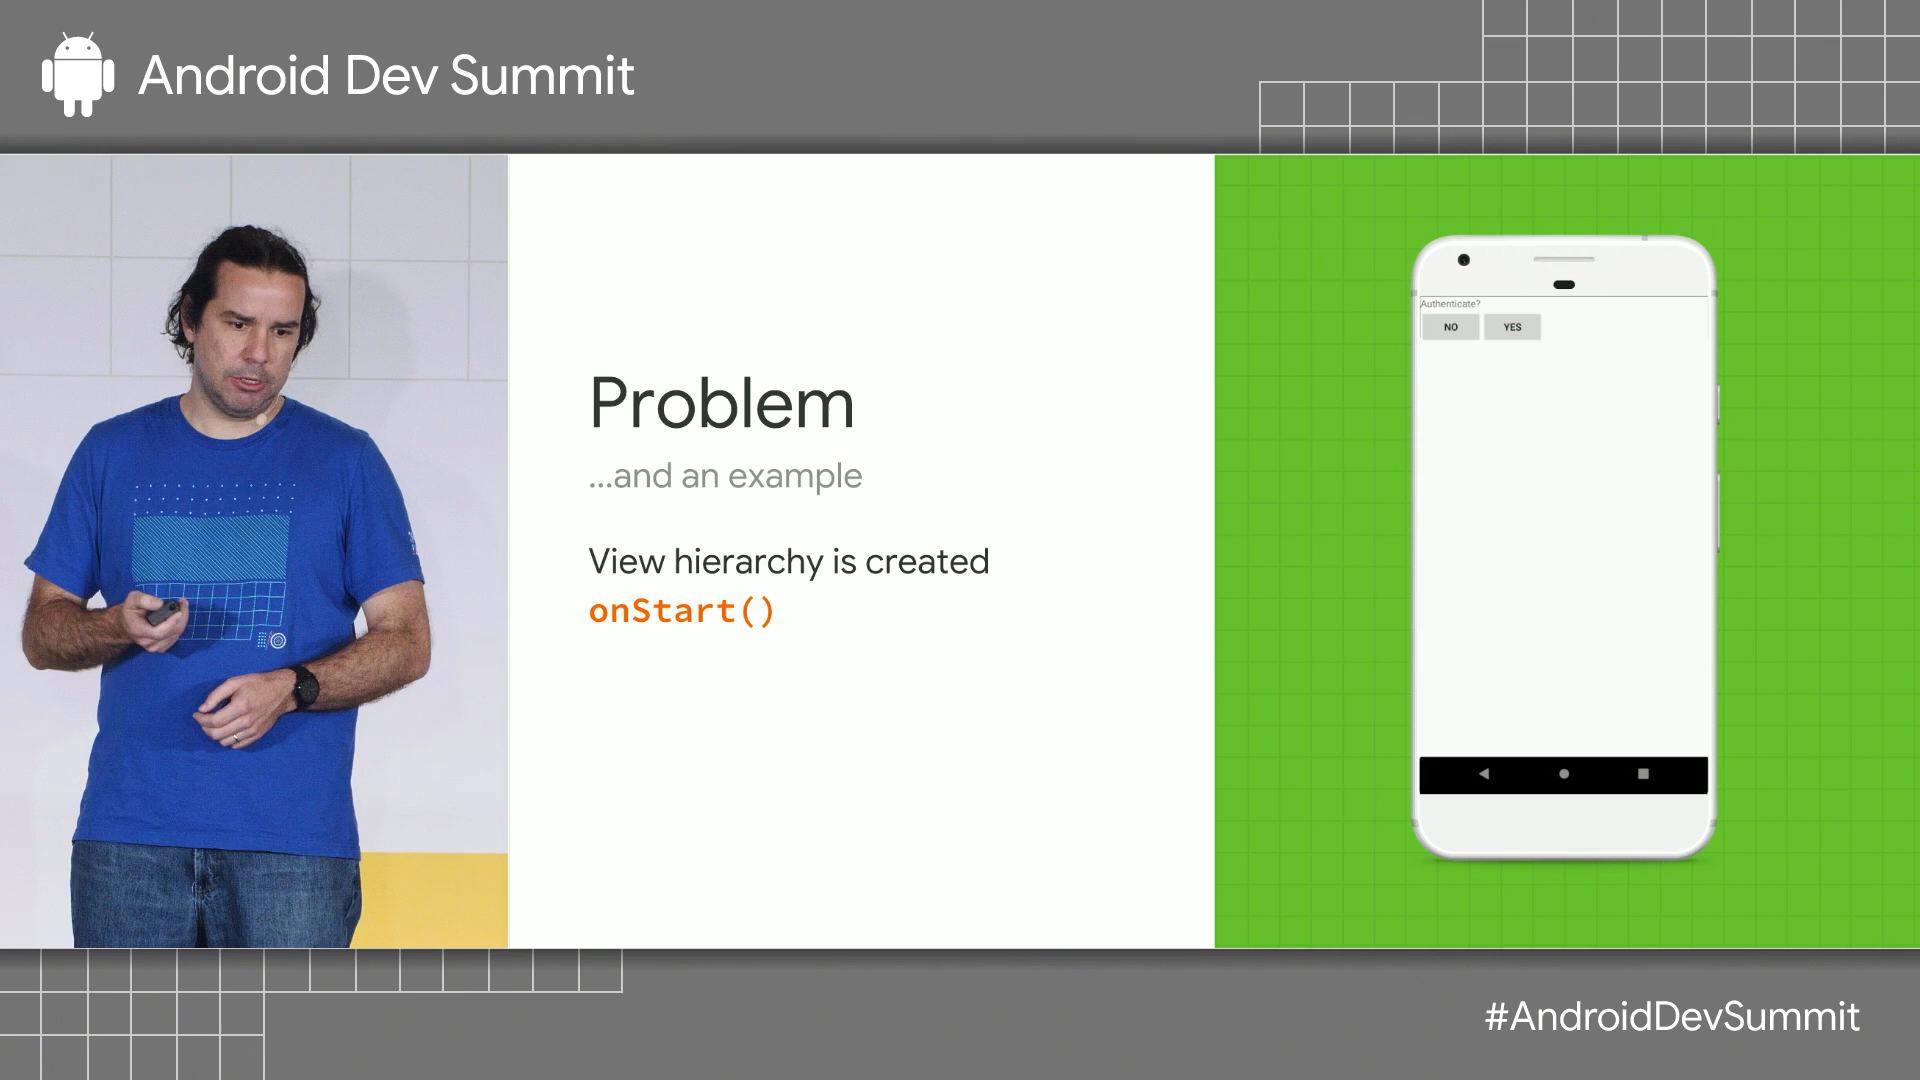 Android Dev Summit
Problem
...and an example
View hierarchy is created
onStart()
Authenticate?
NO YES
#AndroidDevSummit